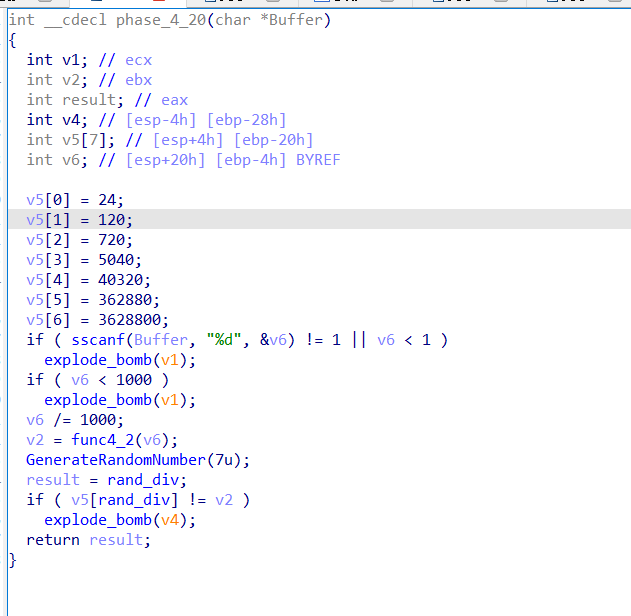 int __cdecl phase_4_20(char *Buffer)
{
  int v1; // ecx
  int v2; // ebx
  int result; // eax
  int v4; // [esp-4h] [ebp-28h]
  int v5[7]; // [esp+4h] [ebp-20h]
  int v6; // [esp+20h] [ebp-4h] BYREF

  v5[0] = 24;
  v5[1] = 120;
  v5[2] = 720;
  v5[3] = 5040;
  v5[4] = 40320;
  v5[5] = 362880;
  v5[6] = 3628800;
  if ( sscanf(Buffer, "%d", &v6) != 1 || v6 < 1 )
    explode_bomb(v1);
  if ( v6 < 1000 )
    explode_bomb(v1);
  v6 /= 1000;
  v2 = func4_2(v6);
  GenerateRandomNumber(7u);
  result = rand_div;
  if ( v5[rand_div] != v2 )
    explode_bomb(v4);
  return result;
}